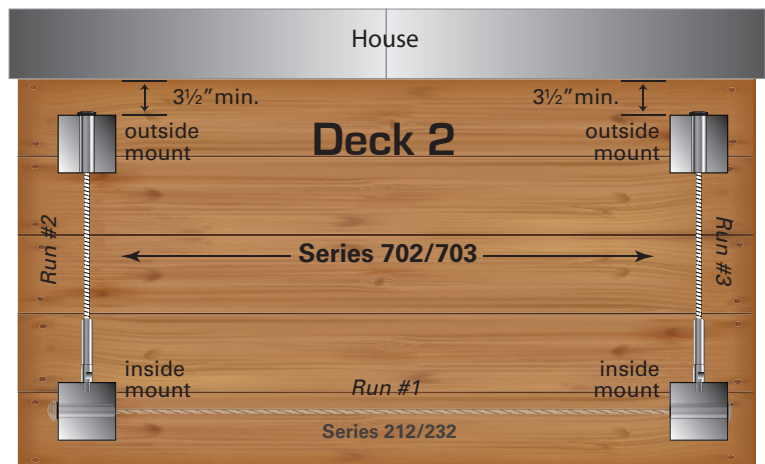 House
3½″min.
3½″min.
outside
mount
Deck 2
outside
mount
Run #2
Series 702/703
Run #3
inside
mount
Run #1
inside
mount
Series 212/232